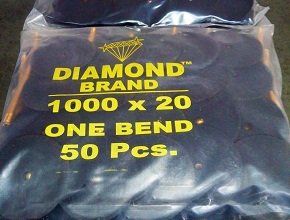 DIAMOND™
BRAND
1000 x 20
ONE BEND
50 Pcs.